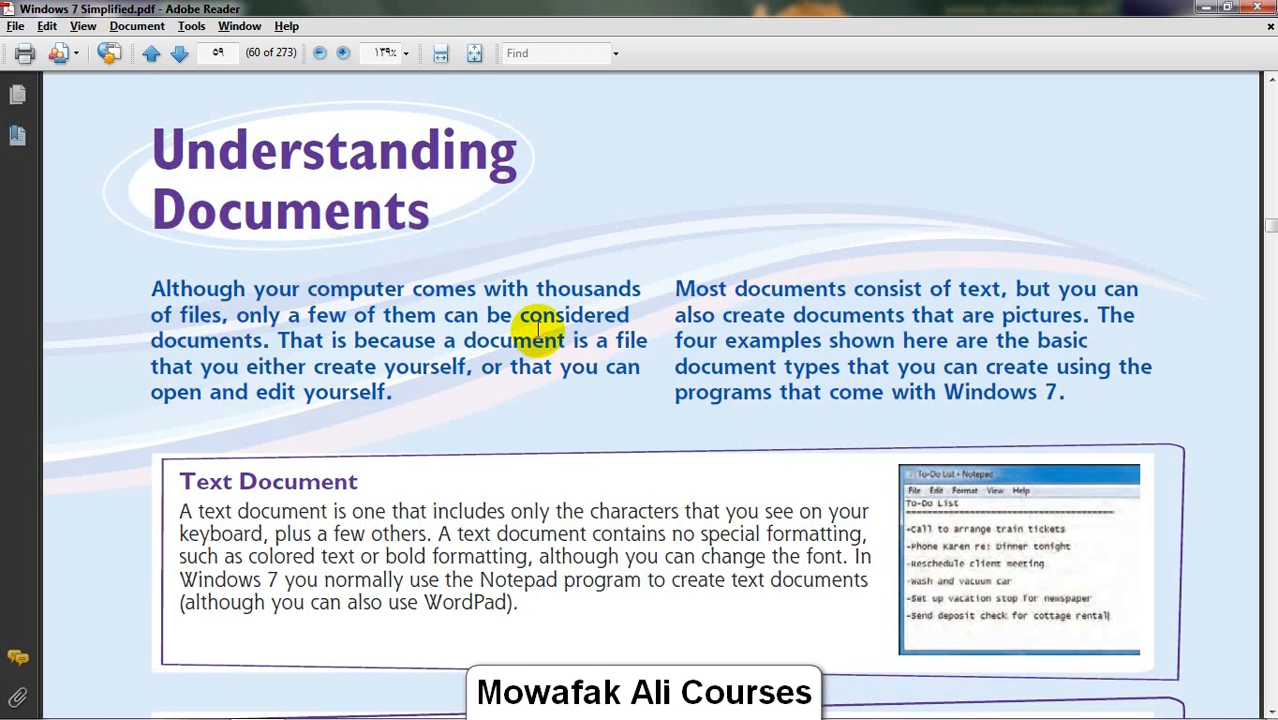 Windows 7 Simplified.pdf - Adobe Reader
File Edit View Document Tools Window Help
٥٩ (60 of 273) ١٣٩% Find
Understanding
Documents
Although your computer comes with thousands
of files, only a few of them can be considered
documents. That is because a document is a file
that you either create yourself, or that you can
open and edit yourself.
Most documents consist of text, but you can
also create documents that are pictures. The
four examples shown here are the basic
document types that you can create using the
programs that come with Windows 7.
Text Document
A text document is one that includes only the characters that you see on your
keyboard, plus a few others. A text document contains no special formatting,
such as colored text or bold formatting, although you can change the font. In
Windows 7 you normally use the Notepad program to create text documents
(although you can also use WordPad).
To-Do List - Notepad
File Edit Format View Help
To-Do List
-Call to arrange train tickets
-Phone Karen re: Dinner tonight
-Reschedule client meeting
-Wash and vacuum car
-Set up vacation stop for newspaper
-Send deposit check for cottage rental
Mowafak Ali Courses